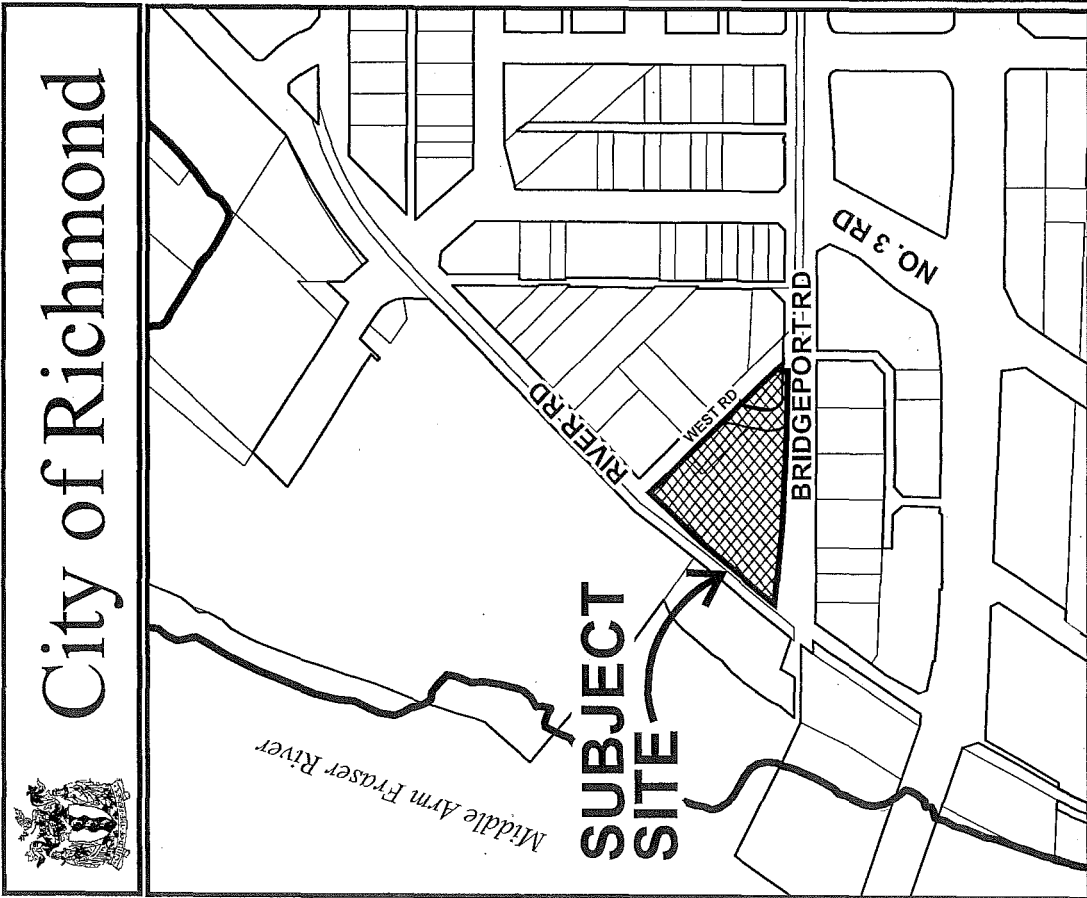 City of Richmond
RIVER RD
WEST RD
BRIDGEPORT RD
NO. 3 RD
Middle Arm Fraser River
SUBJECT
SITE